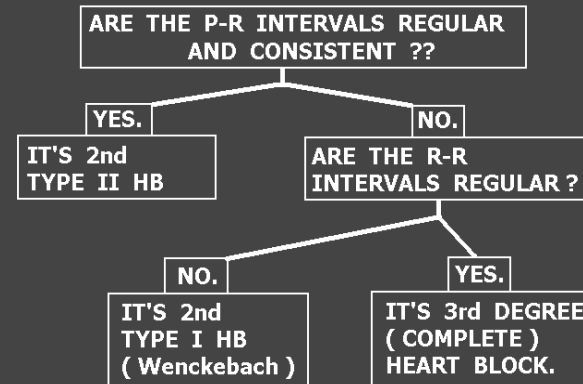 ARE THE P-R INTERVALS REGULAR
AND CONSISTENT ??
YES.
NO.
IT'S 2nd
TYPE II HB
ARE THE R-R
INTERVALS REGULAR ?
NO.
YES.
IT'S 2nd
TYPE I HB
( Wenckebach )
IT'S 3rd DEGREE
( COMPLETE )
HEART BLOCK.